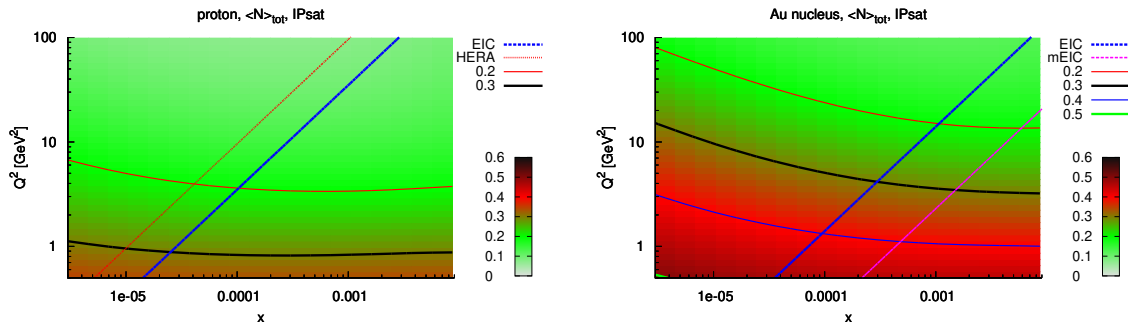 proton, <N>tot, IPsat
100
10
1
Q2 [GeV2]
1e-05
0.0001
0.001
x
EIC
HERA
0.2
0.3
0.6
0.5
0.4
0.3
0.2
0.1
0
Au nucleus, <N>tot, IPsat
100
10
1
Q2 [GeV2]
1e-05
0.0001
0.001
x
EIC
mEIC
0.2
0.3
0.4
0.5
0.6
0.5
0.4
0.3
0.2
0.1
0